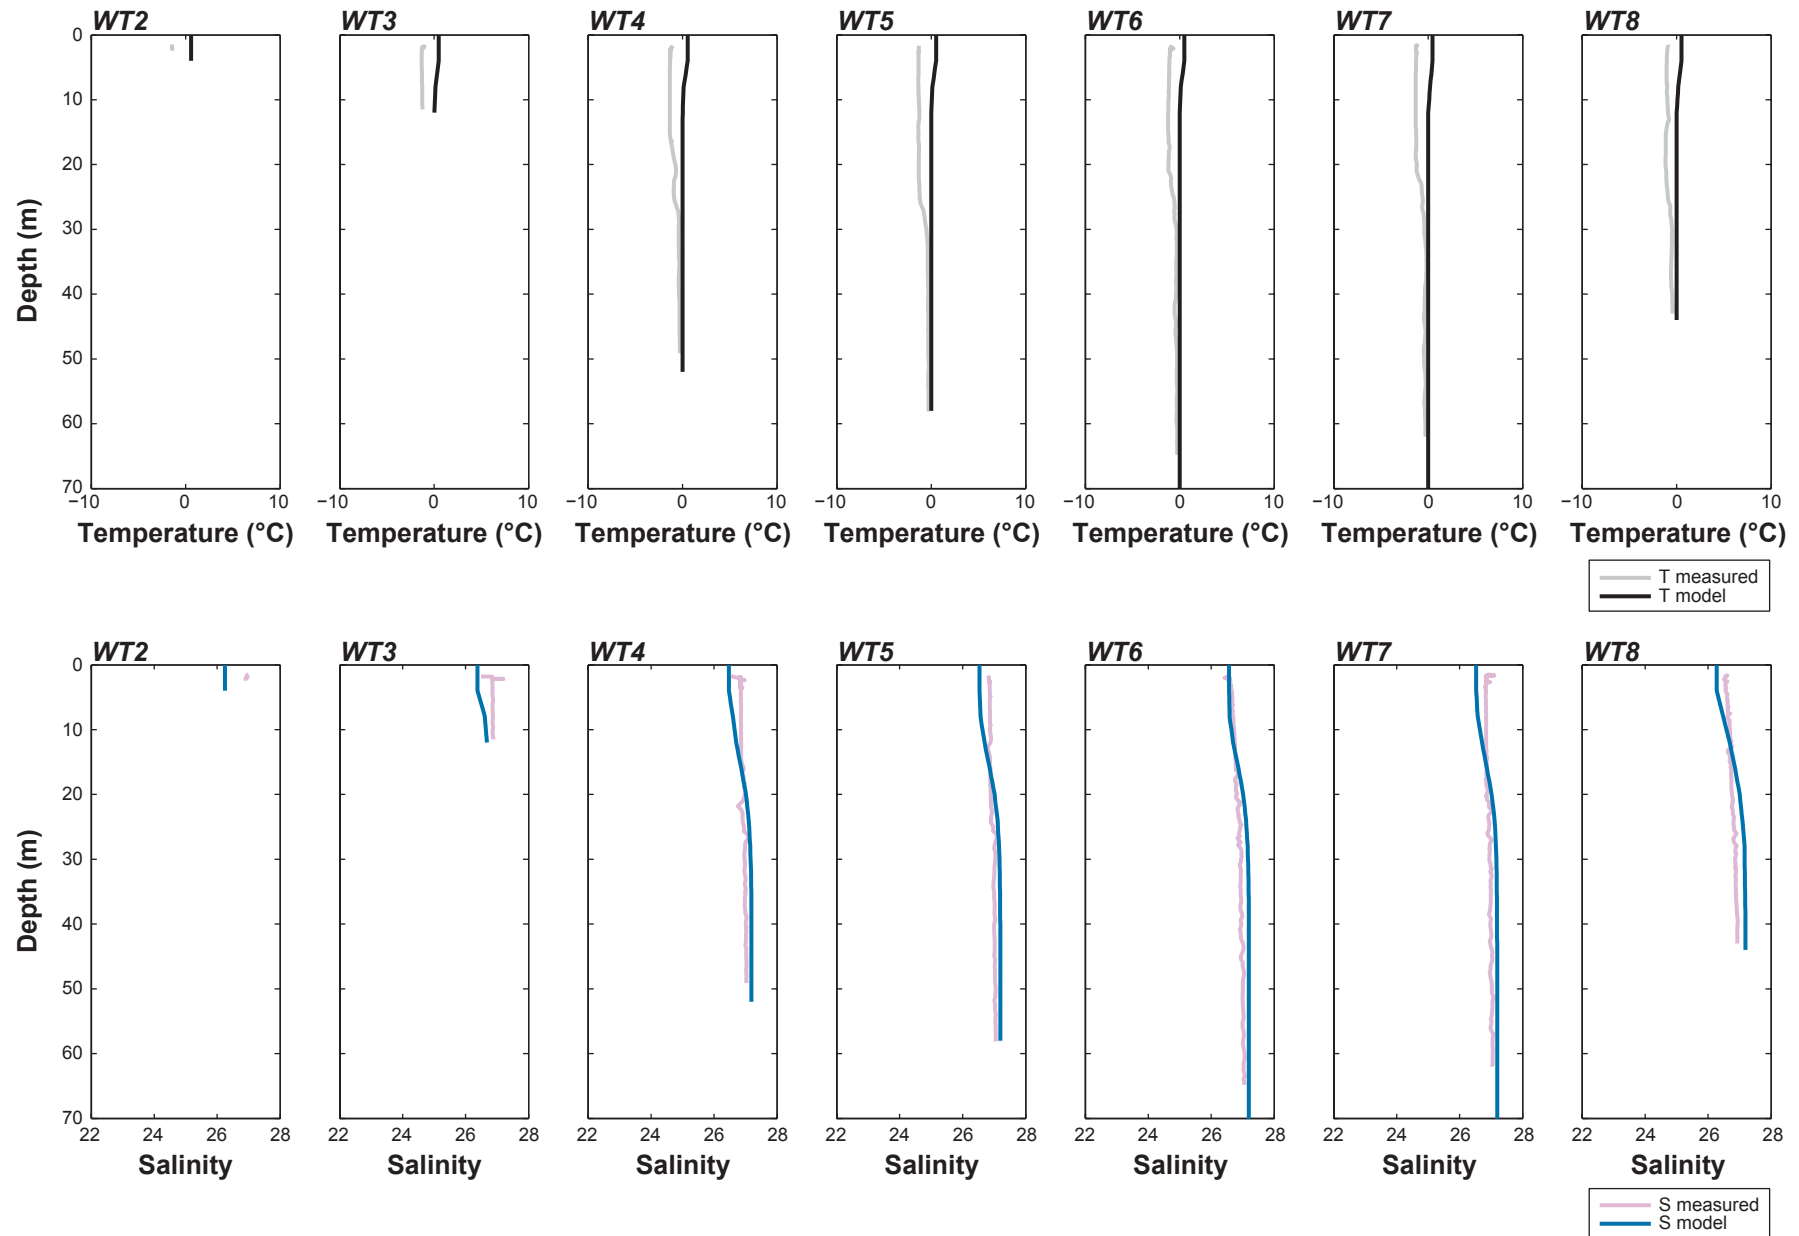 WT2 WT3 WT4 WT5 WT6 WT7 WT8
0
10
20
30
40
50
60
70
Depth (m)
−10 0 10 −10 0 10 −10 0 10 −10 0 10 −10 0 10 −10 0 10 −10 0 10
Temperature (°C) Temperature (°C) Temperature (°C) Temperature (°C) Temperature (°C) Temperature (°C) Temperature (°C)
T measured
T model
WT2 WT3 WT4 WT5 WT6 WT7 WT8
0
10
20
30
40
50
60
70
Depth (m)
22 24 26 28 22 24 26 28 22 24 26 28 22 24 26 28 22 24 26 28 22 24 26 28 22 24 26 28
Salinity Salinity Salinity Salinity Salinity Salinity Salinity
S measured
S model